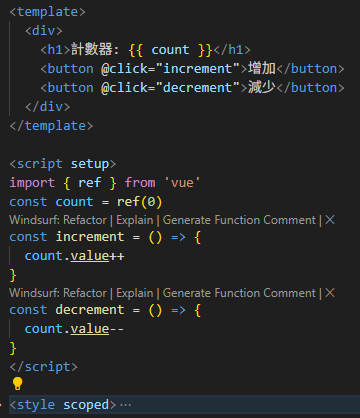 <template>
  <div>
    <h1>計數器: {{ count }}</h1>
    <button @click="increment">增加</button>
    <button @click="decrement">減少</button>
  </div>
</template>

<script setup>
import { ref } from 'vue'
const count = ref(0)
Windsurf: Refactor | Explain | Generate Function Comment | ×
const increment = () => {
  count.value++
}
Windsurf: Refactor | Explain | Generate Function Comment | ×
const decrement = () => {
  count.value--
}
</script>

<style scoped>…